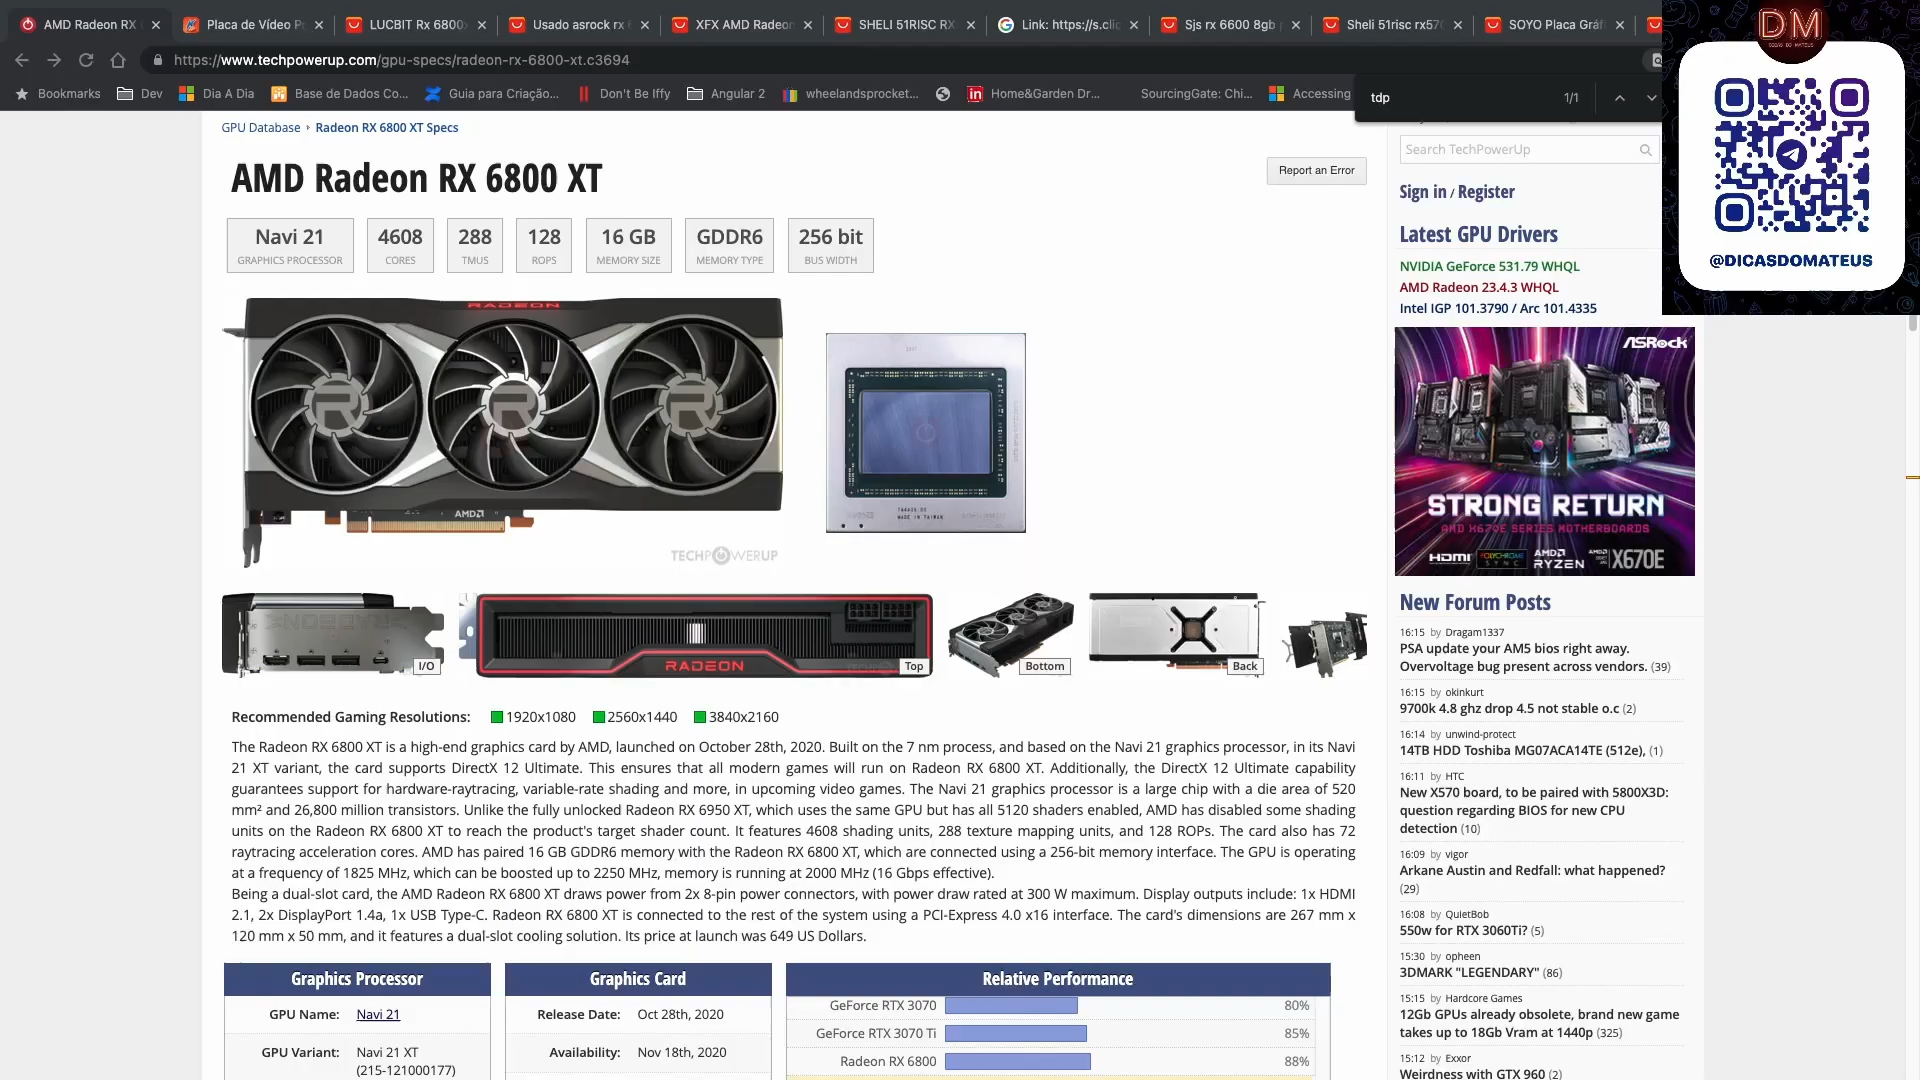 AMD Radeon RX
Placa de Vídeo P
LUCBIT Rx 6800
Usado asrock rx
XFX AMD Radeon
SHELI 51RISC RX
Link: https://s.clic
Sjs rx 6600 8gb
Sheli 51risc rx570
SOYO Placa Gráf
https://www.techpowerup.com/gpu-specs/radeon-rx-6800-xt.c3694
Bookmarks
Dev
Dia A Dia
Base de Dados Co...
Guia para Criação...
Don't Be Iffy
Angular 2
wheelandsprocket...
Home&Garden Dr...
SourcingGate: Chi...
Accessing
tdp
1/1
DM
@DICASDOMATEUS
GPU Database
Radeon RX 6800 XT Specs
AMD Radeon RX 6800 XT
Report an Error
Navi 21
GRAPHICS PROCESSOR
4608
CORES
288
TMUS
128
ROPS
16 GB
MEMORY SIZE
GDDR6
MEMORY TYPE
256 bit
BUS WIDTH
RADEON
AMD
TECHPOWERUP
MADE IN TAIWAN
I/O
RADEON
Top
Bottom
Back
Recommended Gaming Resolutions:
1920x1080
2560x1440
3840x2160
The Radeon RX 6800 XT is a high-end graphics card by AMD, launched on October 28th, 2020. Built on the 7 nm process, and based on the Navi 21 graphics processor, in its Navi
21 XT variant, the card supports DirectX 12 Ultimate. This ensures that all modern games will run on Radeon RX 6800 XT. Additionally, the DirectX 12 Ultimate capability
guarantees support for hardware-raytracing, variable-rate shading and more, in upcoming video games. The Navi 21 graphics processor is a large chip with a die area of 520
mm² and 26,800 million transistors. Unlike the fully unlocked Radeon RX 6950 XT, which uses the same GPU but has all 5120 shaders enabled, AMD has disabled some shading
units on the Radeon RX 6800 XT to reach the product's target shader count. It features 4608 shading units, 288 texture mapping units, and 128 ROPs. The card also has 72
raytracing acceleration cores. AMD has paired 16 GB GDDR6 memory with the Radeon RX 6800 XT, which are connected using a 256-bit memory interface. The GPU is operating
at a frequency of 1825 MHz, which can be boosted up to 2250 MHz, memory is running at 2000 MHz (16 Gbps effective).
Being a dual-slot card, the AMD Radeon RX 6800 XT draws power from 2x 8-pin power connectors, with power draw rated at 300 W maximum. Display outputs include: 1x HDMI
2.1, 2x DisplayPort 1.4a, 1x USB Type-C. Radeon RX 6800 XT is connected to the rest of the system using a PCI-Express 4.0 x16 interface. The card's dimensions are 267 mm x
120 mm x 50 mm, and it features a dual-slot cooling solution. Its price at launch was 649 US Dollars.
Graphics Processor
GPU Name: Navi 21
GPU Variant: Navi 21 XT
(215-121000177)
Graphics Card
Release Date: Oct 28th, 2020
Availability: Nov 18th, 2020
Relative Performance
GeForce RTX 3070 80%
GeForce RTX 3070 Ti 85%
Radeon RX 6800 88%
Search TechPowerUp
Sign in / Register
Latest GPU Drivers
NVIDIA GeForce 531.79 WHQL
AMD Radeon 23.4.3 WHQL
Intel IGP 101.3790 / Arc 101.4335
ASRock
STRONG RETURN
AMD X670E SERIES MOTHERBOARDS
HDMI
POLYCHROME
SYNC
AMD
RYZEN
AMD
X670E
New Forum Posts
16:15 by Dragam1337
PSA update your AM5 bios right away.
Overvoltage bug present across vendors. (39)
16:15 by okinkurt
9700k 4.8 ghz drop 4.5 not stable o.c (2)
16:14 by unwind-protect
14TB HDD Toshiba MG07ACA14TE (512e), (1)
16:11 by HTC
New X570 board, to be paired with 5800X3D:
question regarding BIOS for new CPU
detection (10)
16:09 by vigor
Arkane Austin and Redfall: what happened?
(29)
16:08 by QuietBob
550w for RTX 3060Ti? (5)
15:30 by opheen
3DMARK "LEGENDARY" (86)
15:15 by Hardcore Games
12Gb GPUs already obsolete, brand new game
takes up to 18Gb Vram at 1440p (325)
15:12 by Exxor
Weirdness with GTX 960 (2)